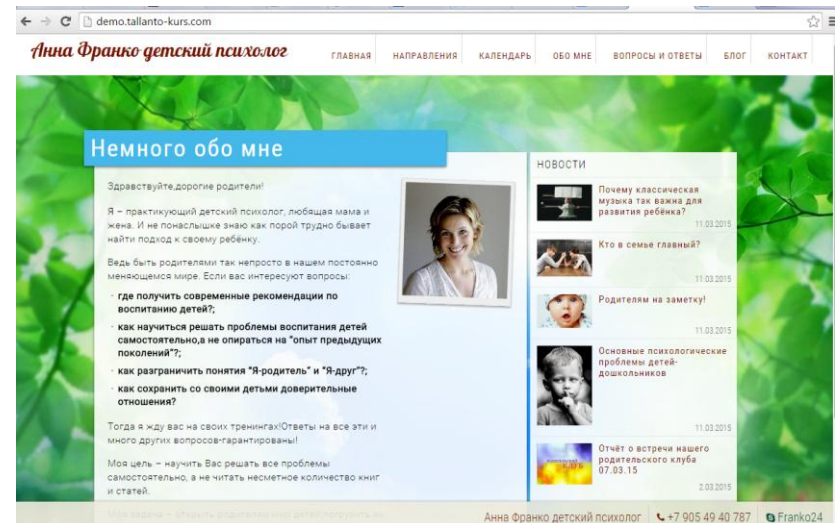 demo.tallanto-kurs.com
Анна Франко детский психолог
ГЛАВНАЯ
НАПРАВЛЕНИЯ
КАЛЕНДАРЬ
ОБО МНЕ
ВОПРОСЫ И ОТВЕТЫ
БЛОГ
КОНТАКТ
Немного обо мне
Здравствуйте,дорогие родители!
Я – практикующий детский психолог, любящая мама и
жена. И не понаслышке знаю как порой трудно бывает
найти подход к своему ребёнку.
Ведь быть родителями так непросто в нашем постоянно
меняющемся мире. Если вас интересуют вопросы:
· где получить современные рекомендации по
воспитанию детей?;
· как научиться решать проблемы воспитания детей
самостоятельно,а не опираться на "опыт предыдущих
поколений"?;
· как разграничить понятия "Я-родитель" и "Я-друг"?;
· как сохранить со своими детьми доверительные
отношения?
Тогда я жду вас на своих тренингах!Ответы на все эти и
много других вопросов-гарантированы!
Моя цель – научить Вас решать все проблемы
самостоятельно, а не читать несметное количество книг
и статей.
НОВОСТИ
Почему классическая
музыка так важна для
развития ребёнка?
11.03.2015
Кто в семье главный?
11.03.2015
Родителям на заметку!
11.03.2015
Основные психологические
проблемы детей-
дошкольников
11.03.2015
Отчёт о встречи нашего
родительского клуба
07.03.15
2.03.2015
Анна Франко детский психолог
+7 905 49 40 787
Franko24